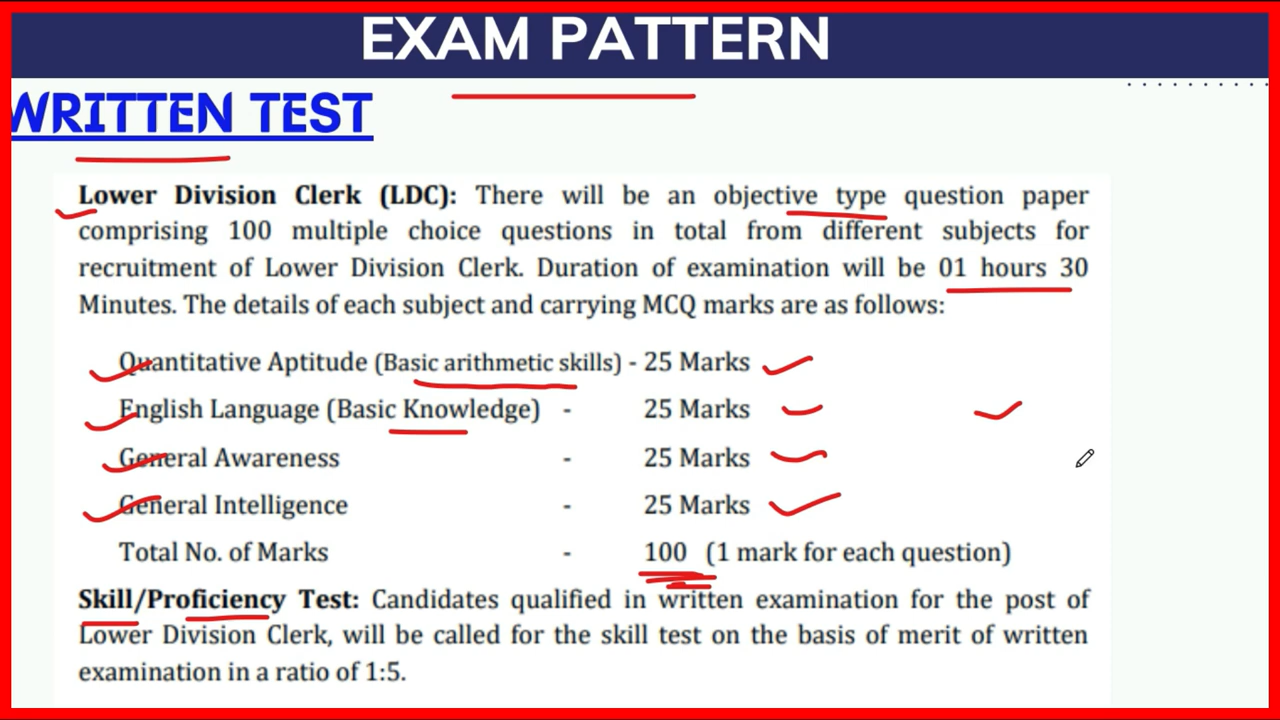 EXAM PATTERN
WRITTEN TEST
Lower Division Clerk (LDC): There will be an objective type question paper
comprising 100 multiple choice questions in total from different subjects for
recruitment of Lower Division Clerk. Duration of examination will be 01 hours 30
Minutes. The details of each subject and carrying MCQ marks are as follows:
Quantitative Aptitude (Basic arithmetic skills) - 25 Marks
English Language (Basic Knowledge) - 25 Marks
General Awareness - 25 Marks
General Intelligence - 25 Marks
Total No. of Marks - 100 (1 mark for each question)
Skill/Proficiency Test: Candidates qualified in written examination for the post of
Lower Division Clerk, will be called for the skill test on the basis of merit of written
examination in a ratio of 1:5.